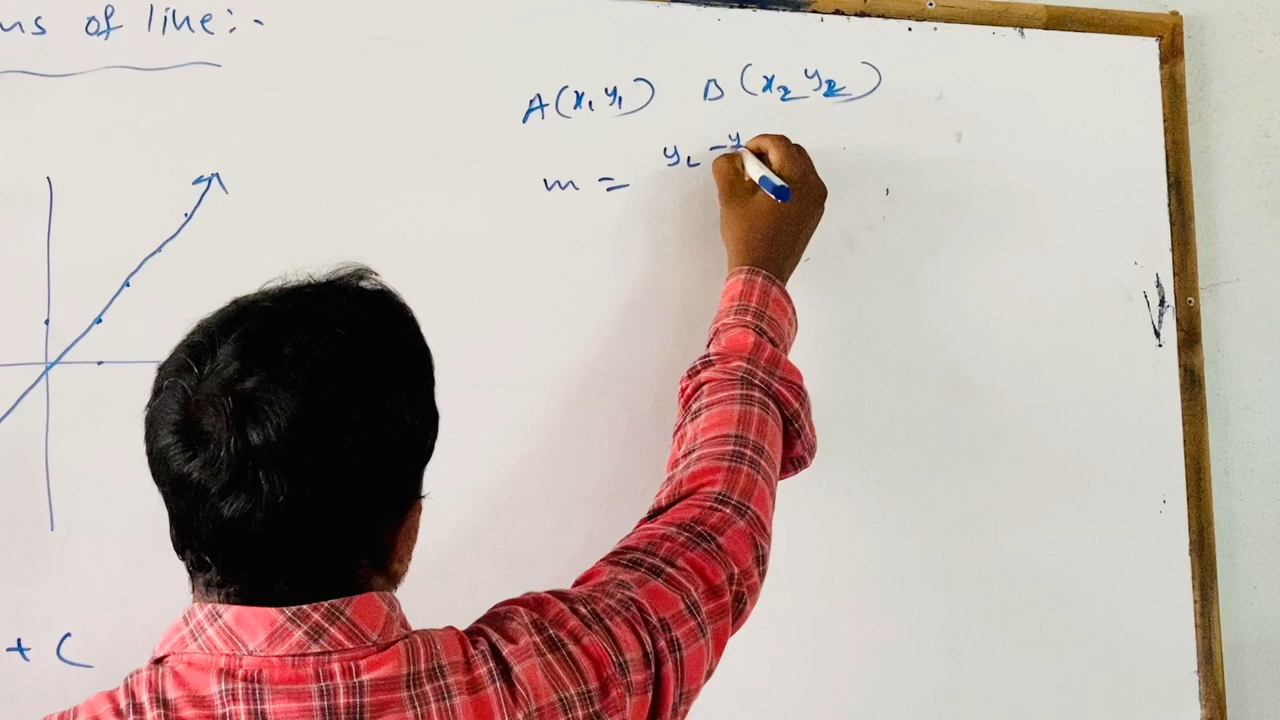 ns of line:-
A(x₁ y₁) B(x₂ y₂)
m = y₂ - y
+ C